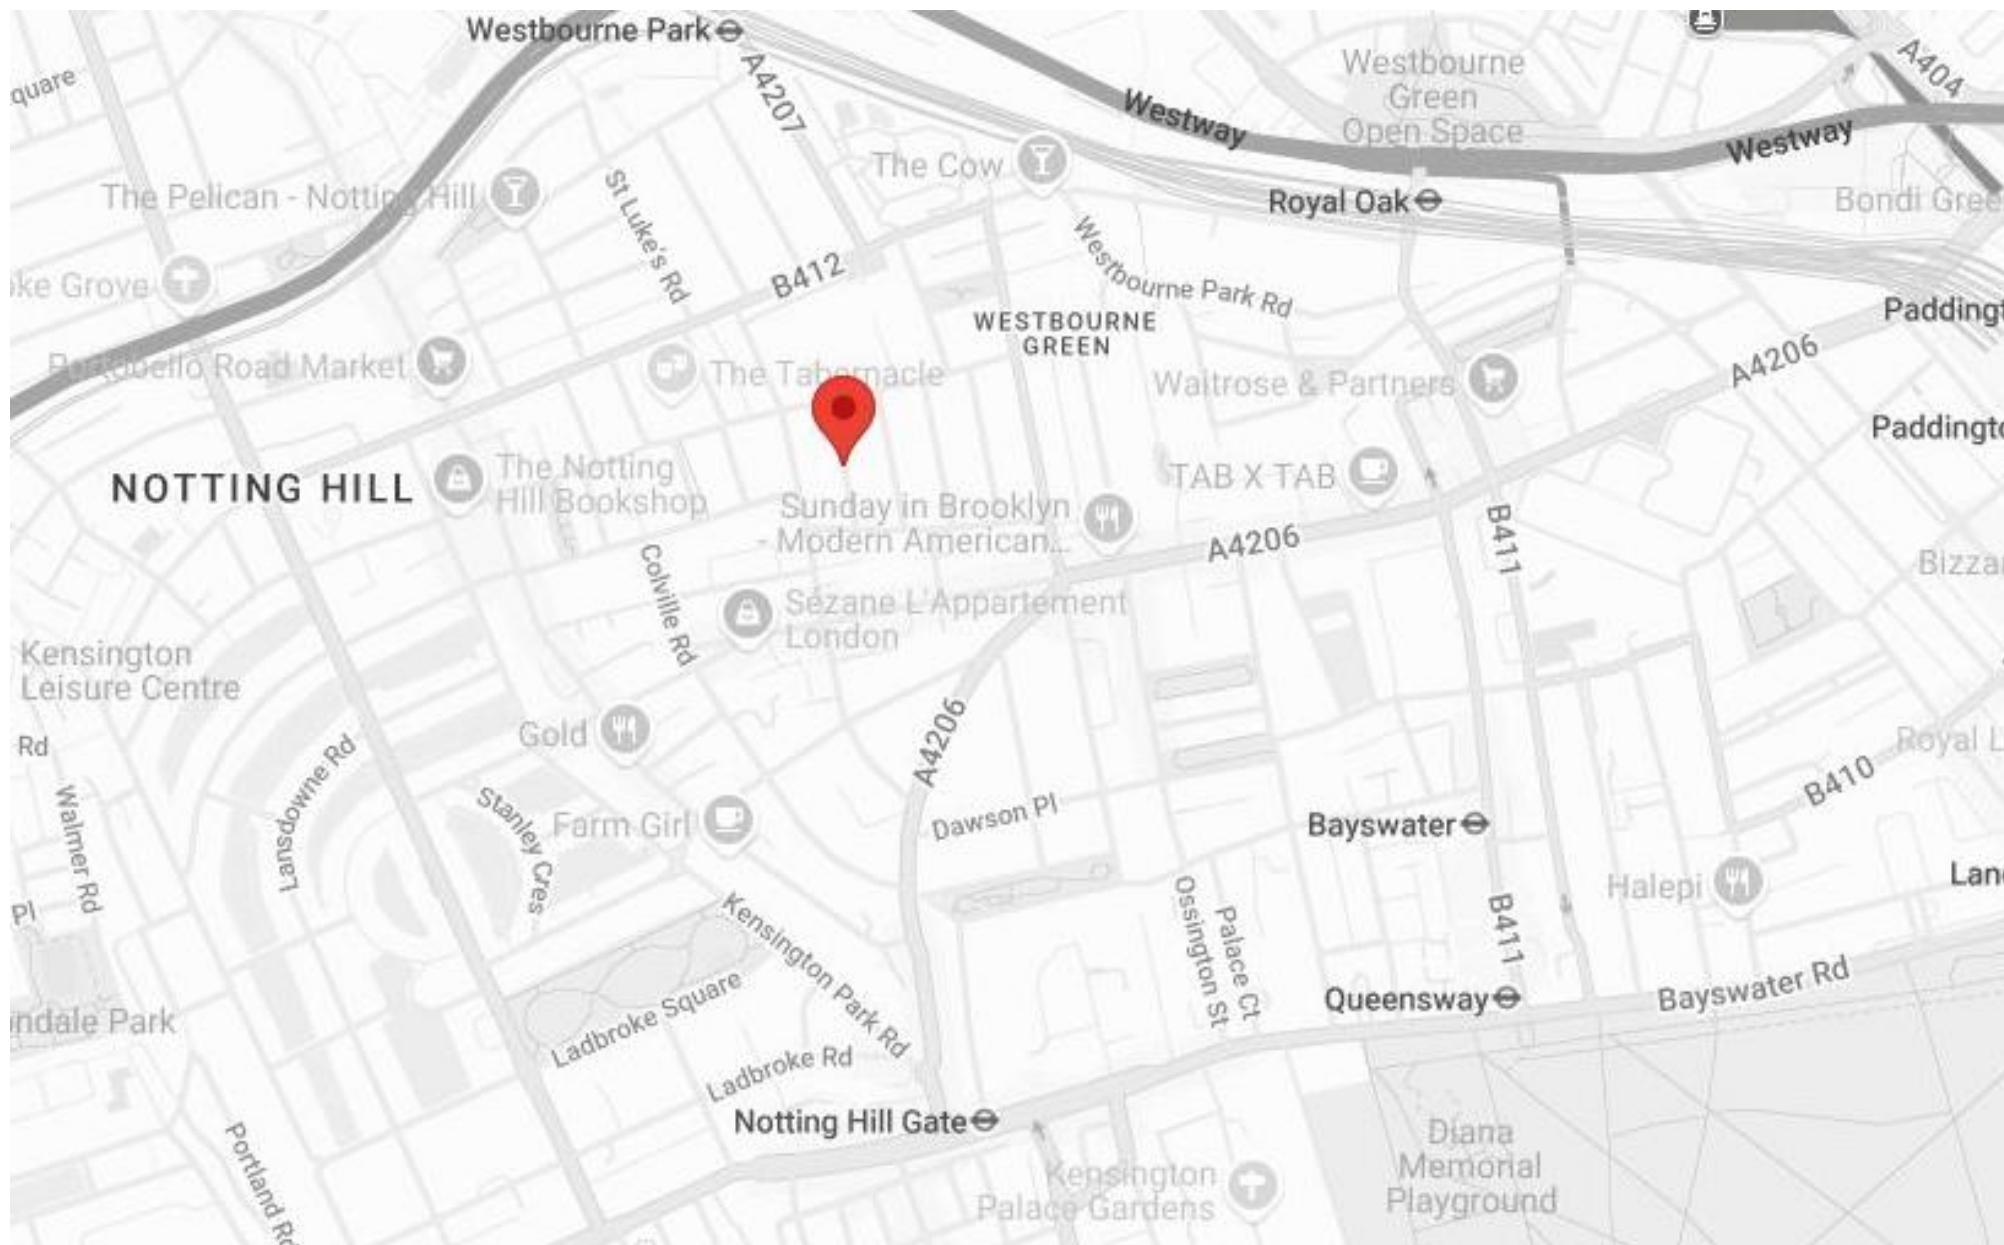 Westbourne Park
A4207
Westway
Westbourne
Green
Open Space
A404
Westway
quare
The Cow
The Pelican - Notting Hill
St Luke's Rd
Royal Oak
Bondi Gree
Westbourne Park Rd
B412
oke Grove
WESTBOURNE
GREEN
Padding
Portobello Road Market
The Tabernacle
Waitrose & Partners
A4206
Paddingto
NOTTING HILL
The Notting
Hill Bookshop
Sunday in Brooklyn
- Modern American...
TAB X TAB
A4206
B411
Bizza
Colville Rd
Sézane L'Appartement
London
Kensington
Leisure Centre
Rd
Gold
A4206
Royal L
Lansdowne Rd
Walmer Rd
Stanley Cres
Farm Girl
Dawson Pl
Bayswater
B410
Halepi
Lan
Pl
Kensington Park Rd
Ossington St
Palace Ct
B411
Queensway
Bayswater Rd
ndale Park
Ladbroke Square
Ladbroke Rd
Notting Hill Gate
Portland Rd
Kensington
Palace Gardens
Diana
Memorial
Playground